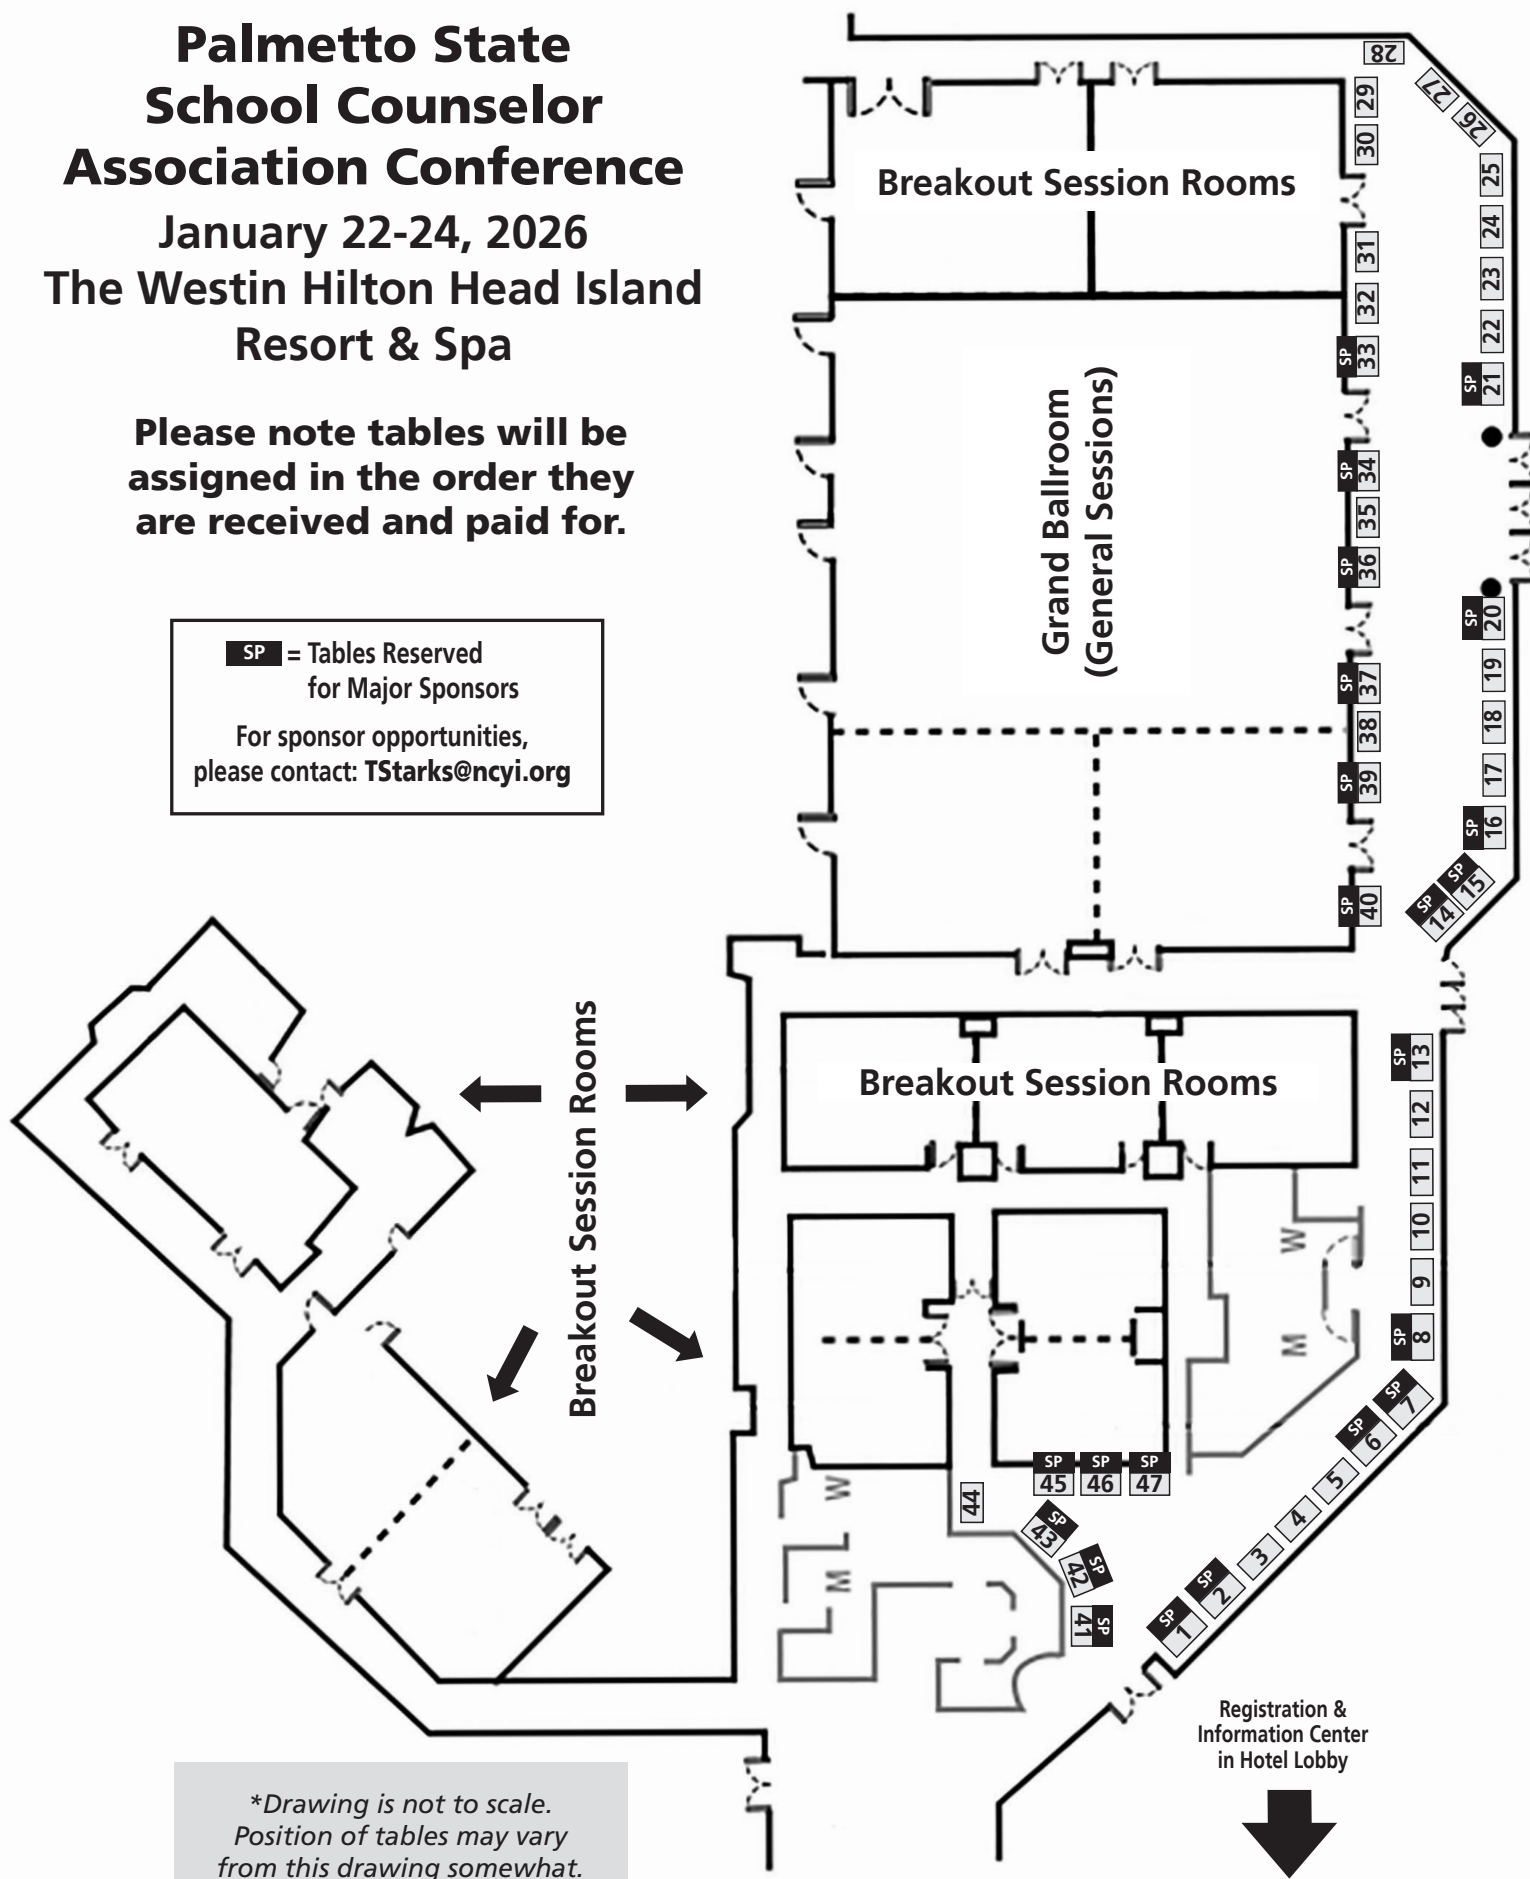 Palmetto State
School Counselor
Association Conference
January 22-24, 2026
The Westin Hilton Head Island
Resort & Spa
Please note tables will be
assigned in the order they
are received and paid for.
SP = Tables Reserved
for Major Sponsors
For sponsor opportunities,
please contact: TStarks@ncyi.org
28
27
26
29
30
25
24
23
22
SP 21
Breakout Session Rooms
31
32
SP 33
SP 34
35
SP 36
SP 37
38
SP 39
SP 40
Grand Ballroom
(General Sessions)
SP 20
19
18
17
SP 16
SP 15
SP 14
Breakout Session Rooms
Breakout Session Rooms
SP 13
12
11
10
9
SP 8
SP 7
SP 6
5
4
3
SP 2
SP 1
W
M
W
M
44
SP 45
SP 46
SP 47
SP 43
SP 42
SP 41
Registration &
Information Center
in Hotel Lobby
*Drawing is not to scale.
Position of tables may vary
from this drawing somewhat.